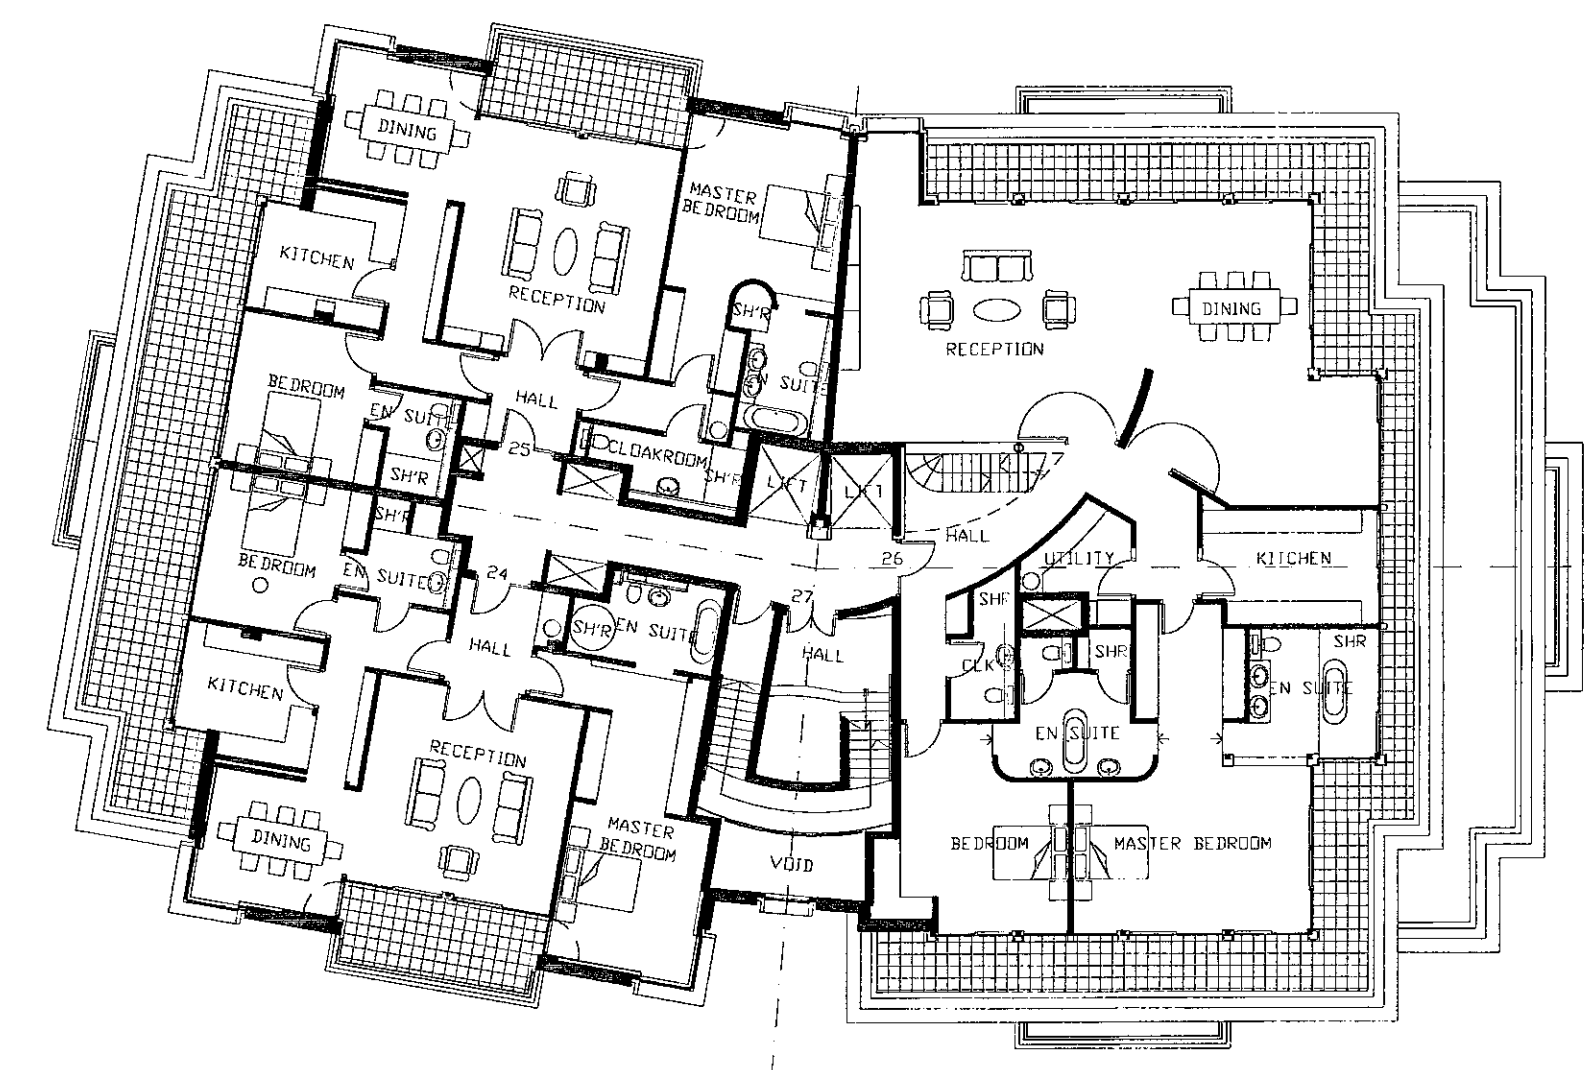 DINING
MASTER
BEDROOM
KITCHEN
RECEPTION
SH'R
EN SUITE
DINING
RECEPTION
BEDROOM
EN SUITE
HALL
25
CLOAKROOM
SH'R
SH'R
LIFT
LIFT
SH'R
HALL
BEDROOM
EN SUITE
24
26
UTILITY
KITCHEN
27
SHR
SH'R
EN SUITE
HALL
HALL
CLK
SHR
SHR
KITCHEN
EN SUITE
RECEPTION
EN SUITE
DINING
MASTER
BEDROOM
VOID
BEDROOM
MASTER BEDROOM